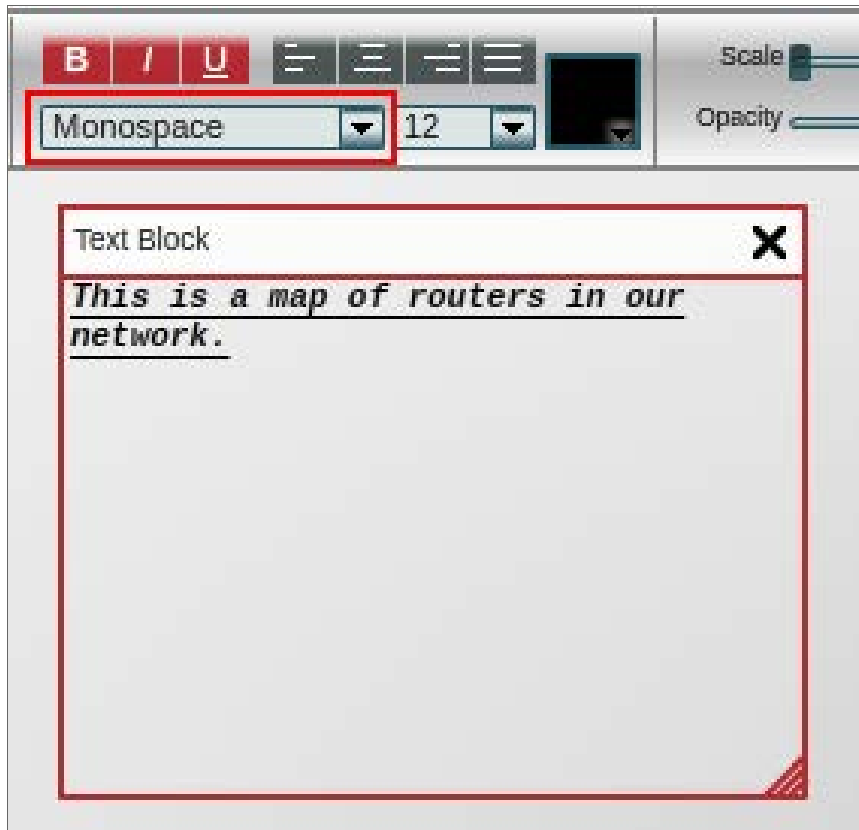 B I U
Scale
Monospace 12
Opacity
Text Block
This is a map of routers in our
network.